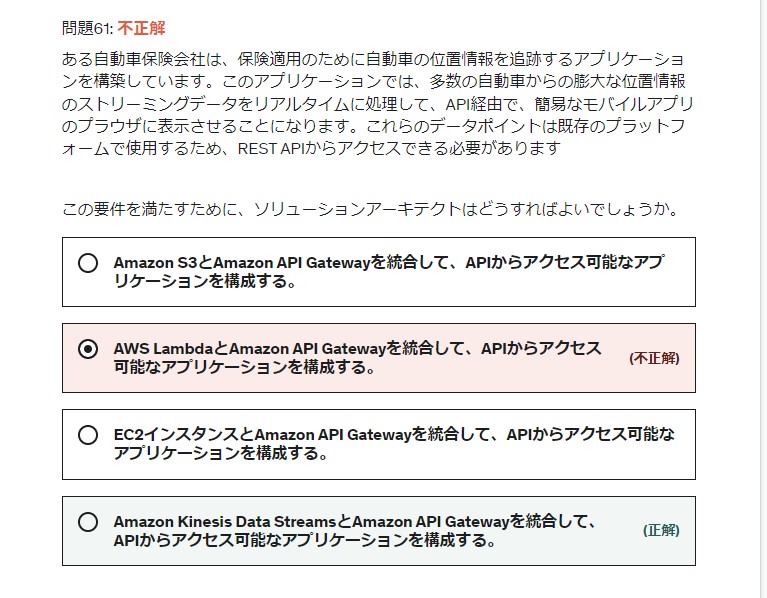 問題61: 不正解
ある自動車保険会社は、保険適用のために自動車の位置情報を追跡するアプリケーショ
ンを構築しています。このアプリケーションでは、多数の自動車からの膨大な位置情報
のストリーミングデータをリアルタイムに処理して、API経由で、簡易なモバイルアプリ
のブラウザに表示させることになります。これらのデータポイントは既存のプラットフ
ォームで使用するため、REST APIからアクセスできる必要があります
この要件を満たすために、ソリューションアーキテクトはどうすればよいでしょうか。
Amazon S3とAmazon API Gatewayを統合して、APIからアクセス可能なアプ
リケーションを構成する。
AWS LambdaとAmazon API Gatewayを統合して、APIからアクセス
可能なアプリケーションを構成する。
(不正解)
EC2インスタンスとAmazon API Gatewayを統合して、APIからアクセス可能な
アプリケーションを構成する。
Amazon Kinesis Data StreamsとAmazon API Gatewayを統合して、
APIからアクセス可能なアプリケーションを構成する。
(正解)